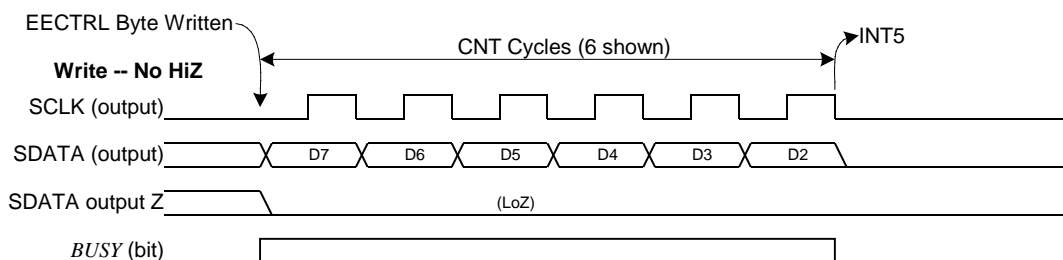 EECTRL Byte Written
CNT Cycles (6 shown)
INT5
Write -- No HiZ
SCLK (output)
SDATA (output)
D7 D6 D5 D4 D3 D2
SDATA output Z
(LoZ)
BUSY (bit)